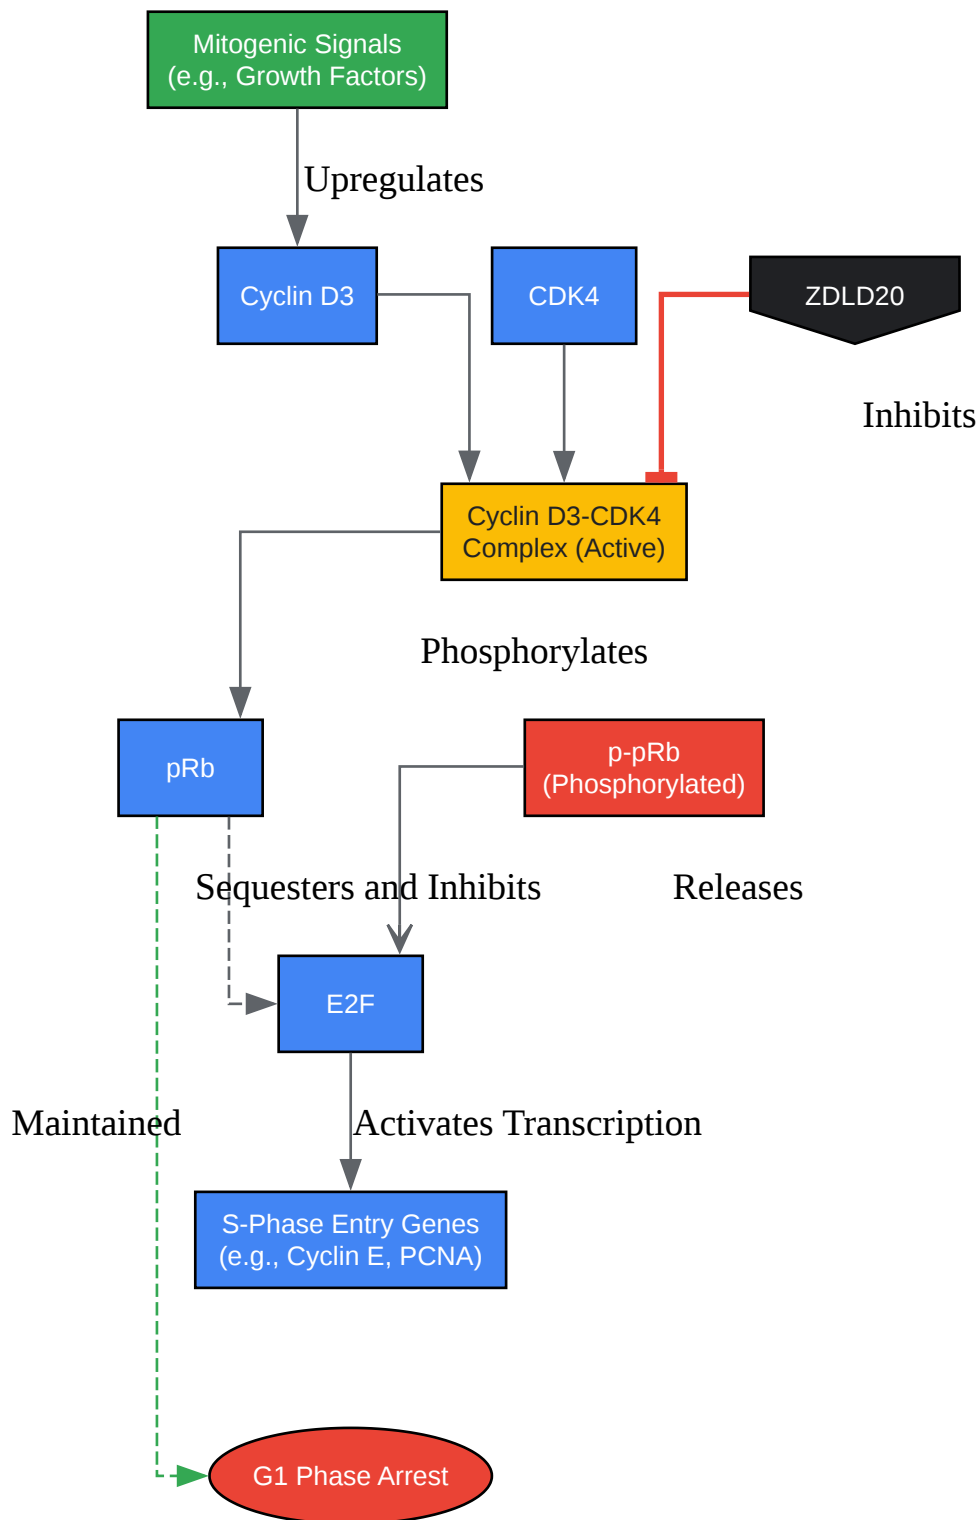 Mitogenic Signals
(e.g., Growth Factors)
Upregulates
Cyclin D3
CDK4
ZDLD20
Inhibits
Cyclin D3-CDK4
Complex (Active)
Phosphorylates
pRb
p-pRb
(Phosphorylated)
Sequesters and Inhibits
Releases
E2F
Maintained
Activates Transcription
S-Phase Entry Genes
(e.g., Cyclin E, PCNA)
G1 Phase Arrest